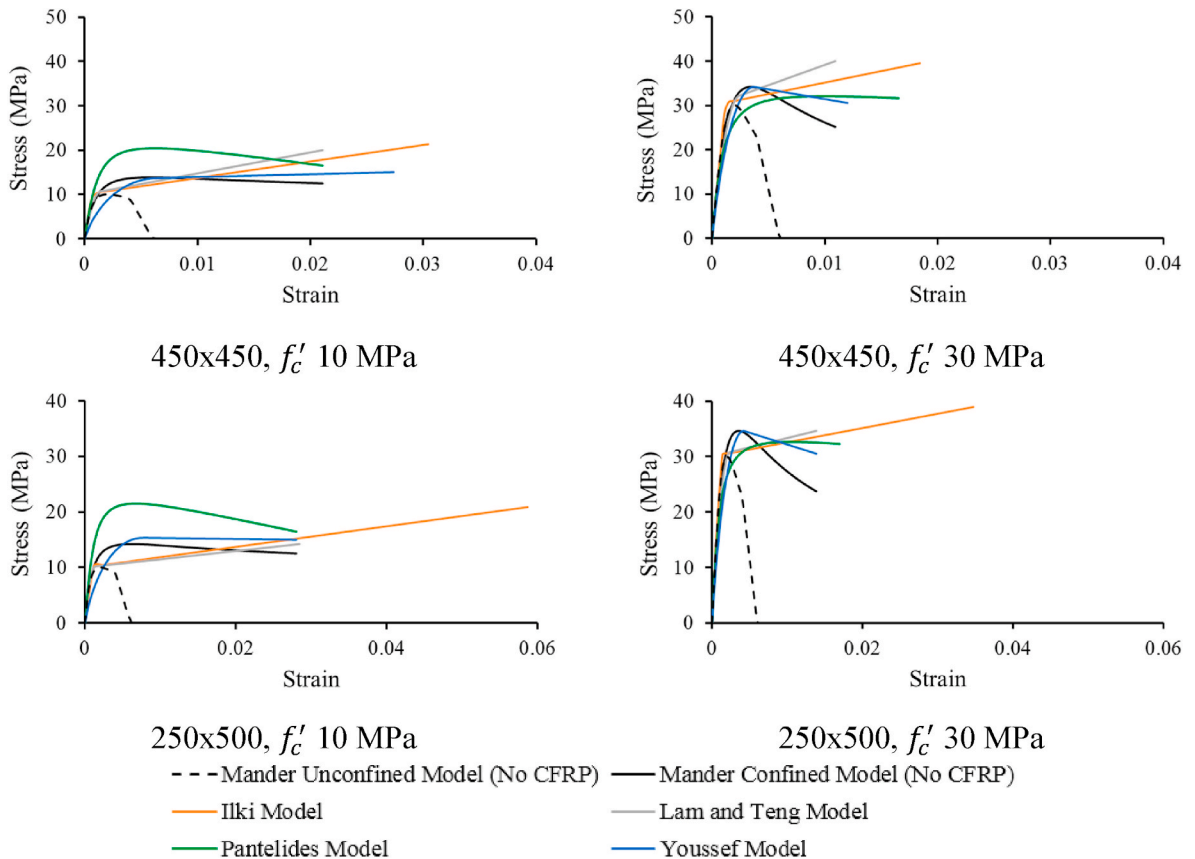 50
40
30
20
10
0
Stress (MPa)
0 0.01 0.02 0.03 0.04
Strain
450x450, f′c 10 MPa
50
40
30
20
10
0
Stress (MPa)
0 0.01 0.02 0.03 0.04
Strain
450x450, f′c 30 MPa
40
30
20
10
0
Stress (MPa)
0 0.02 0.04 0.06
Strain
250x500, f′c 10 MPa
40
30
20
10
0
Stress (MPa)
0 0.02 0.04 0.06
Strain
250x500, f′c 30 MPa
Mander Unconfined Model (No CFRP) Mander Confined Model (No CFRP)
Ilki Model Lam and Teng Model
Pantelides Model Youssef Model